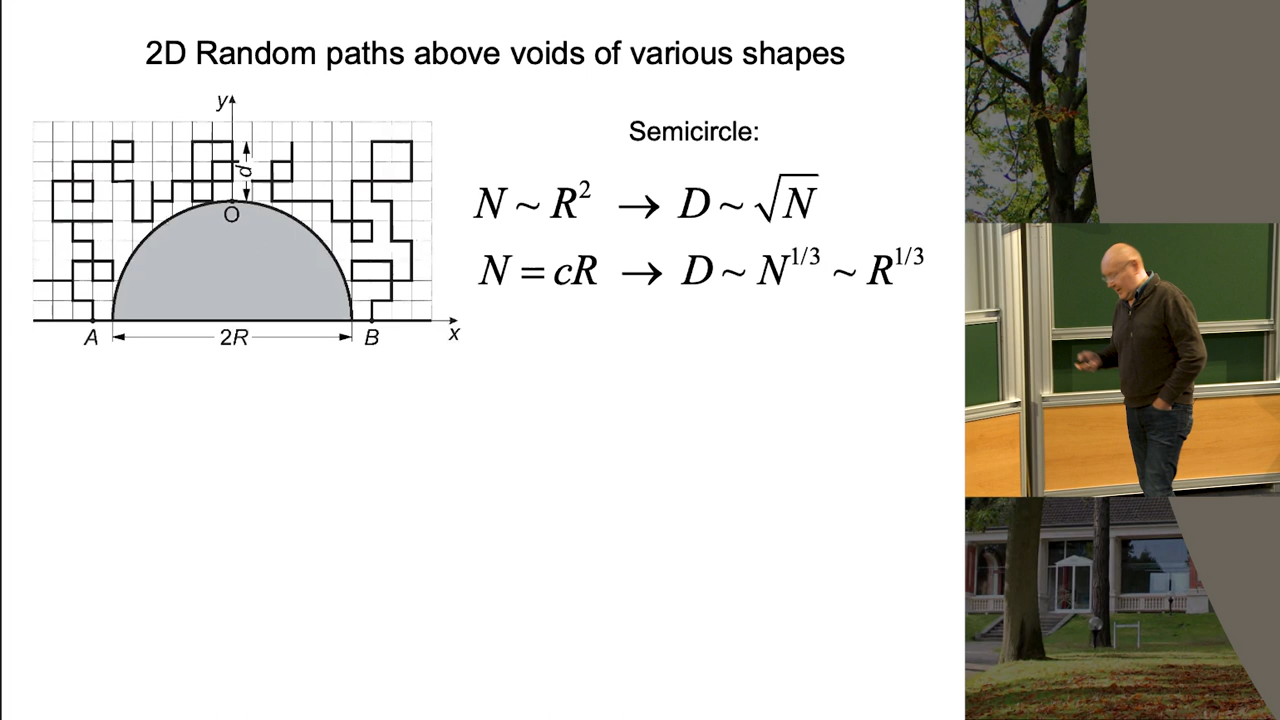 2D Random paths above voids of various shapes
y
d
O
A
2R
B
x
Semicircle:
N ~ R² → D ~ √N
N = cR → D ~ N^{1/3} ~ R^{1/3}